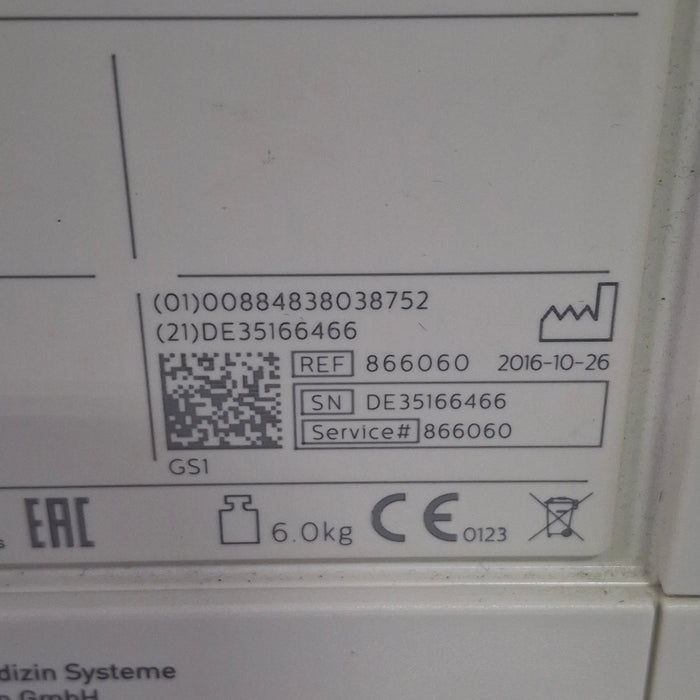 (01)00884838038752
(21)DE35166466
REF 866060 2016-10-26
SN DE35166466
Service# 866060
GS1
s EAC 6.0kg CE 0123
dizin Systeme
n GmbH